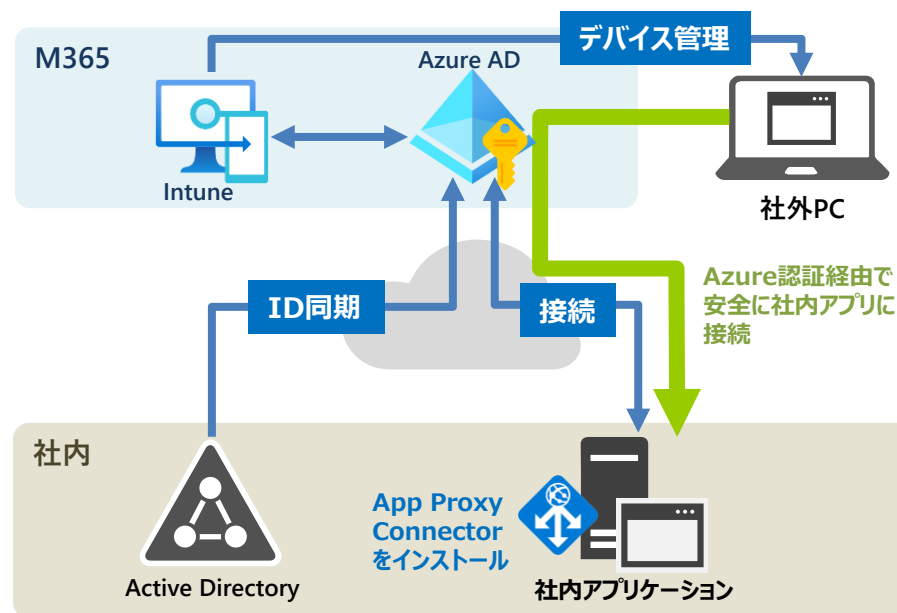 デバイス管理
M365
Azure AD
Intune
社外PC
Azure認証経由で
安全に社内アプリに
接続
ID同期
接続
社内
App Proxy
Connector
をインストール
Active Directory
社内アプリケーション